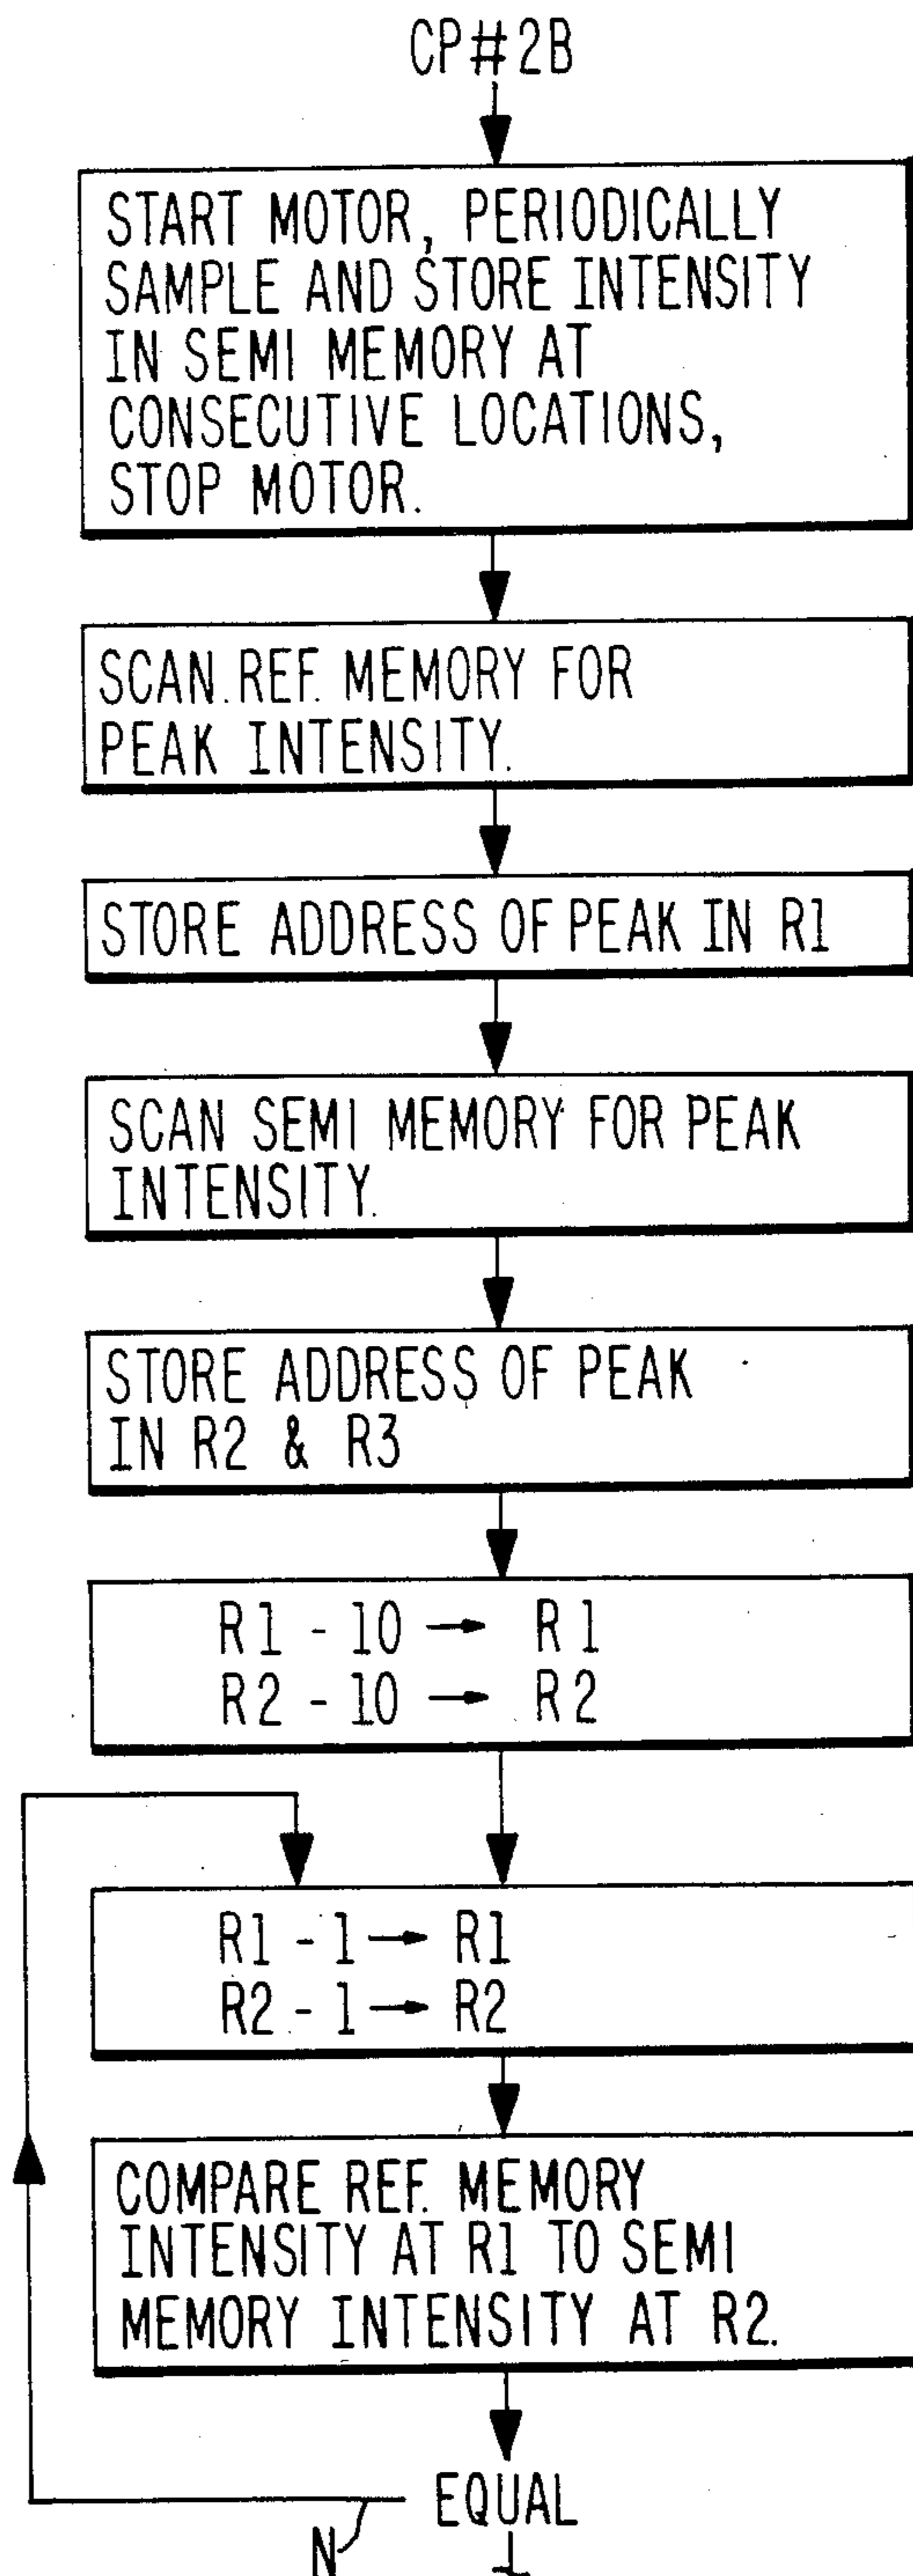 CP#2B
START MOTOR, PERIODICALLY
SAMPLE AND STORE INTENSITY
IN SEMI MEMORY AT
CONSECUTIVE LOCATIONS,
STOP MOTOR.
SCAN REF. MEMORY FOR
PEAK INTENSITY.
STORE ADDRESS OF PEAK IN R1
SCAN SEMI MEMORY FOR PEAK
INTENSITY.
STORE ADDRESS OF PEAK
IN R2 & R3
R1 - 10 → R1
R2 - 10 → R2
R1 - 1 → R1
R2 - 1 → R2
COMPARE REF. MEMORY
INTENSITY AT R1 TO SEMI
MEMORY INTENSITY AT R2.
EQUAL
N